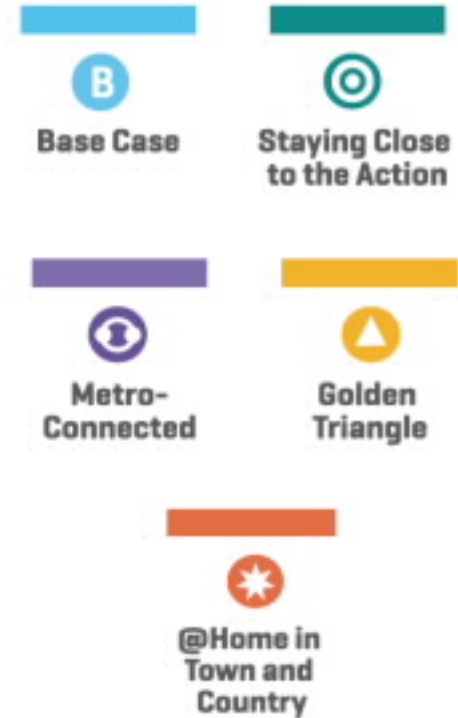 B
Base Case
Staying Close
to the Action
Metro-
Connected
Golden
Triangle
@Home in
Town and
Country